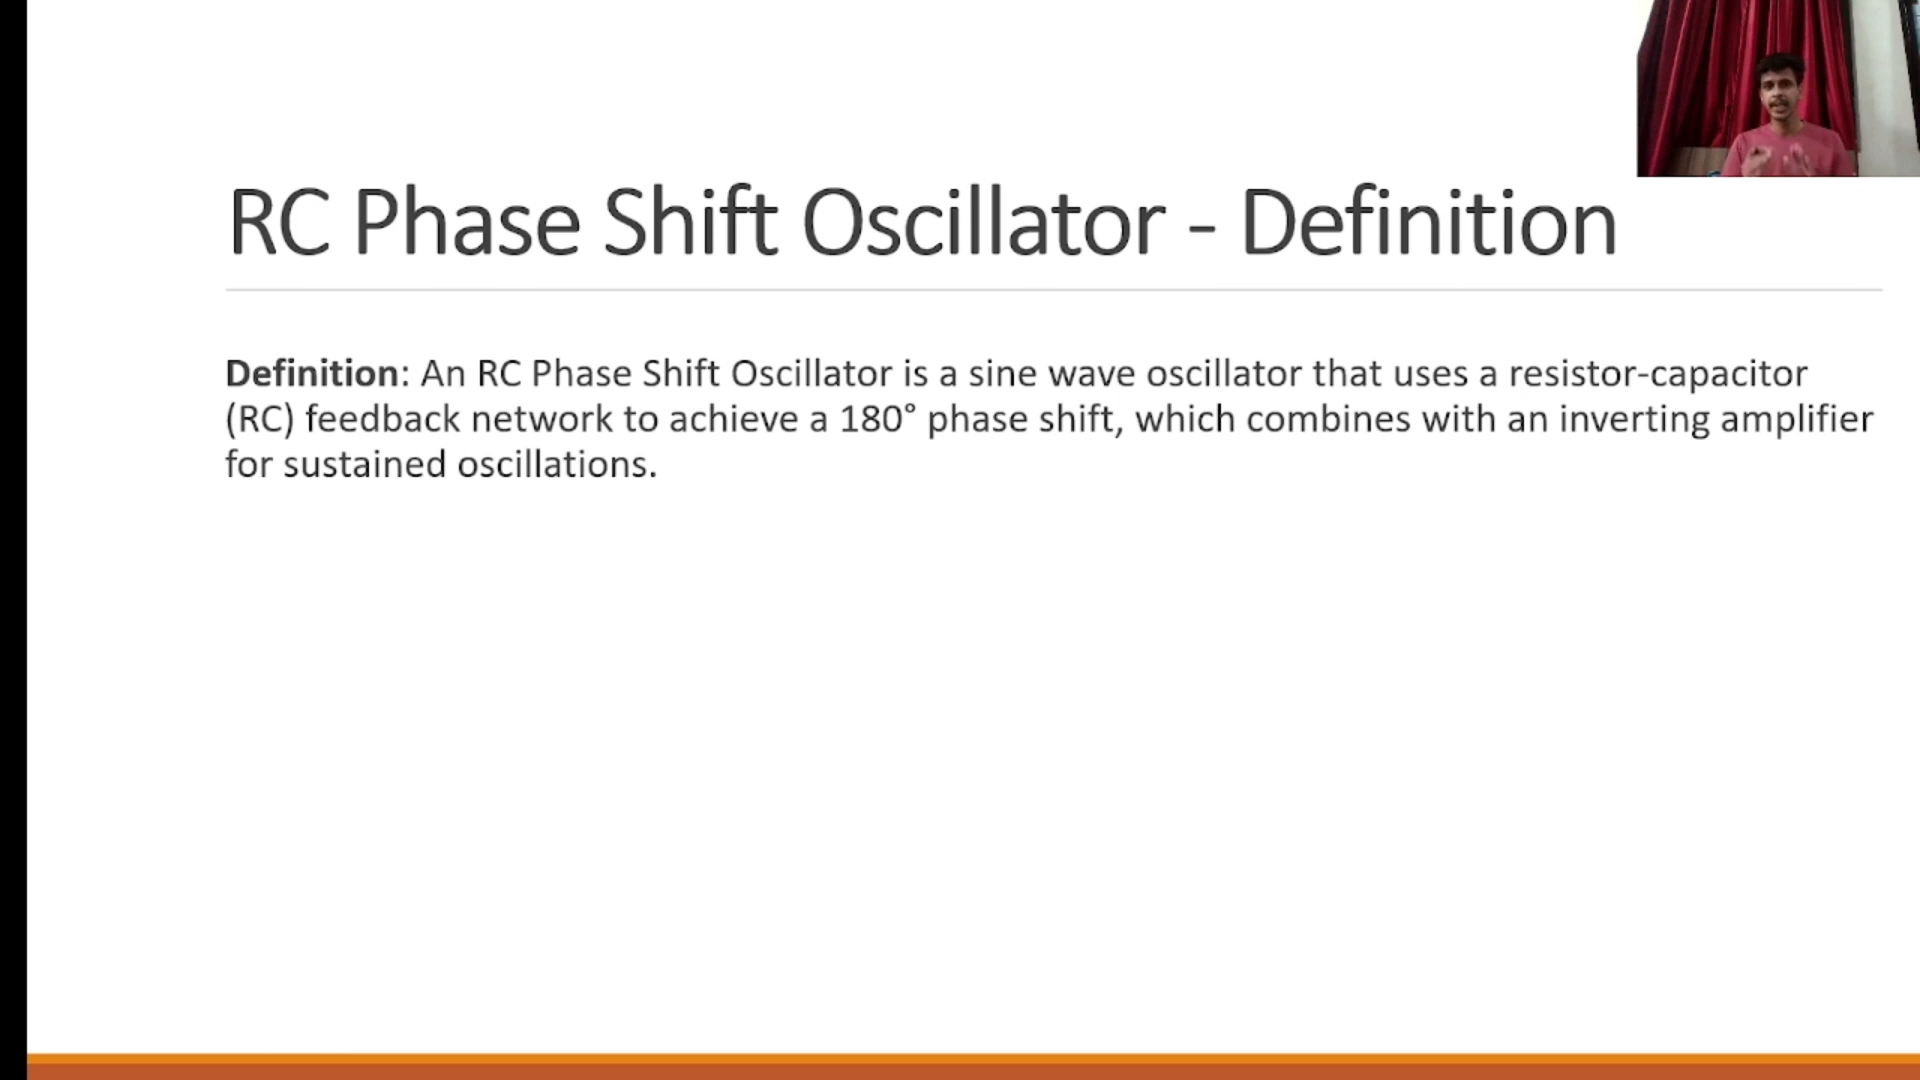 RC Phase Shift Oscillator - Definition
Definition: An RC Phase Shift Oscillator is a sine wave oscillator that uses a resistor-capacitor
(RC) feedback network to achieve a 180° phase shift, which combines with an inverting amplifier
for sustained oscillations.